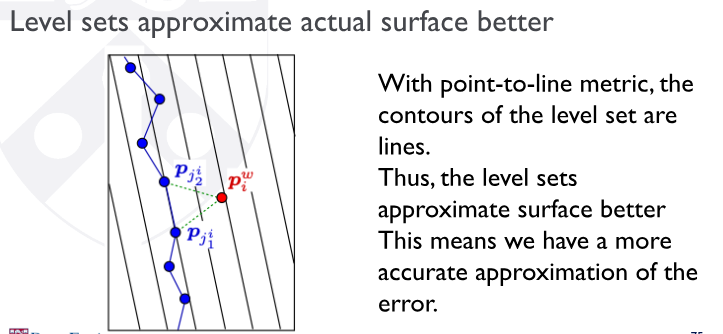 Level sets approximate actual surface better
With point-to-line metric, the
contours of the level set are
lines.
Thus, the level sets
approximate surface better
This means we have a more
accurate approximation of the
error.
p_{j_2^i}
p_i^w
p_{j_1^i}